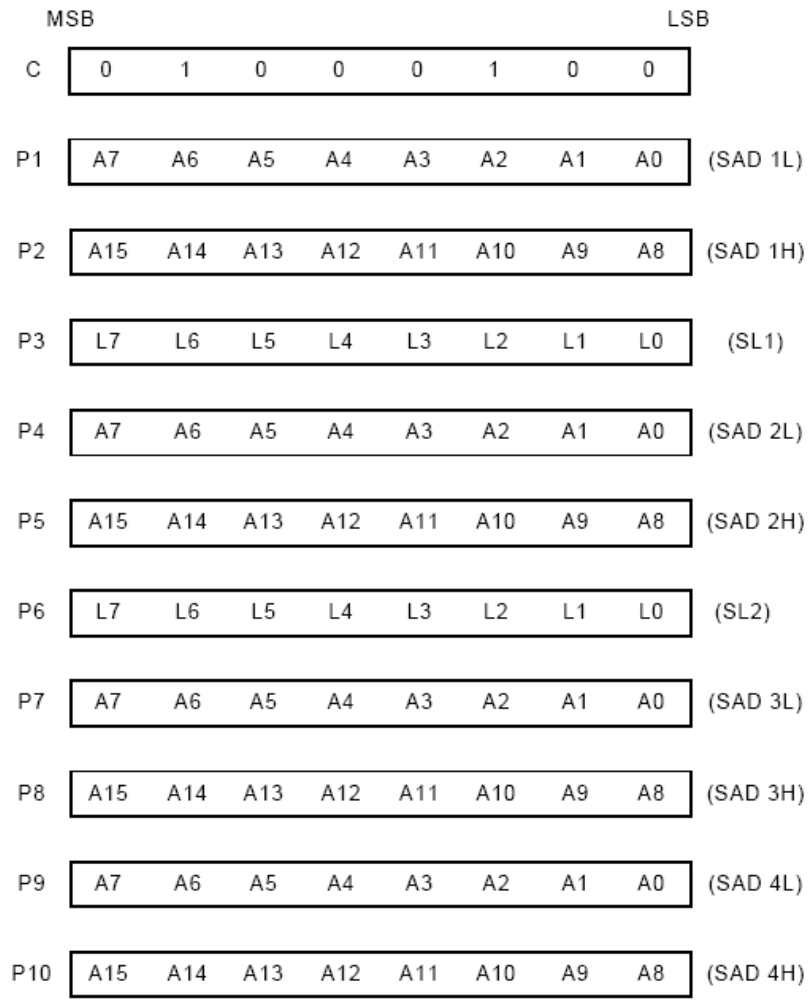 MSB LSB
C 0 1 0 0 0 1 0 0
P1 A7 A6 A5 A4 A3 A2 A1 A0 (SAD 1L)
P2 A15 A14 A13 A12 A11 A10 A9 A8 (SAD 1H)
P3 L7 L6 L5 L4 L3 L2 L1 L0 (SL1)
P4 A7 A6 A5 A4 A3 A2 A1 A0 (SAD 2L)
P5 A15 A14 A13 A12 A11 A10 A9 A8 (SAD 2H)
P6 L7 L6 L5 L4 L3 L2 L1 L0 (SL2)
P7 A7 A6 A5 A4 A3 A2 A1 A0 (SAD 3L)
P8 A15 A14 A13 A12 A11 A10 A9 A8 (SAD 3H)
P9 A7 A6 A5 A4 A3 A2 A1 A0 (SAD 4L)
P10 A15 A14 A13 A12 A11 A10 A9 A8 (SAD 4H)